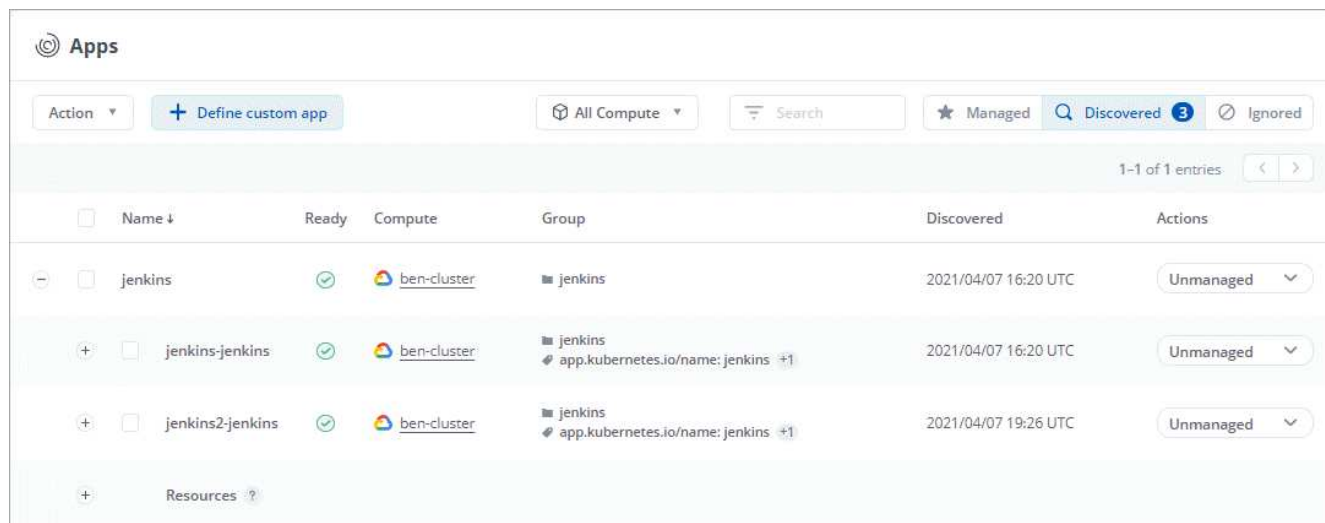 Apps
Action
+ Define custom app
All Compute
Search
Managed
Discovered 3
Ignored
1–1 of 1 entries
Name ↓ Ready Compute Group Discovered Actions
jenkins ben-cluster jenkins 2021/04/07 16:20 UTC Unmanaged
jenkins-jenkins ben-cluster jenkins 2021/04/07 16:20 UTC Unmanaged
app.kubernetes.io/name: jenkins +1
jenkins2-jenkins ben-cluster jenkins 2021/04/07 19:26 UTC Unmanaged
app.kubernetes.io/name: jenkins +1
Resources ?